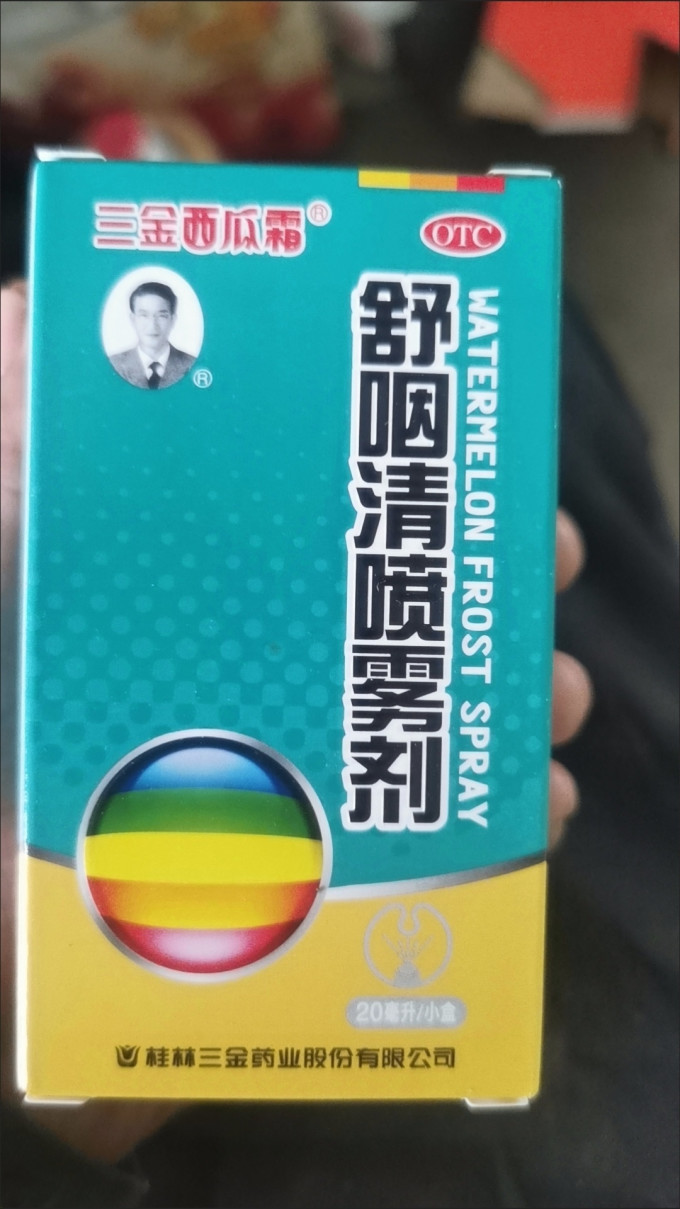 三金西瓜霜®
OTC
®
舒咽清喷雾剂
WATERMELON FROST SPRAY
20毫升/小盒
桂林三金药业股份有限公司